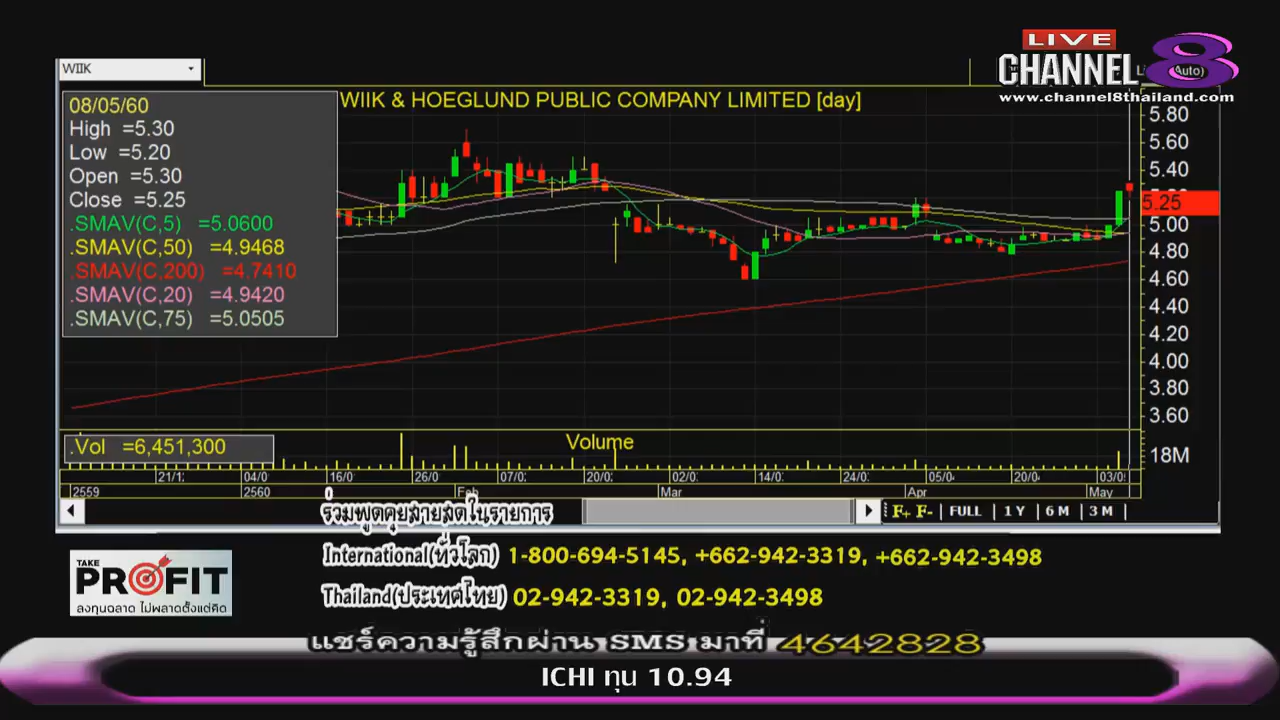 LIVE
CHANNEL 8
www.channel8thailand.com
WIIK
WIIK & HOEGLUND PUBLIC COMPANY LIMITED [day]
08/05/60
High =5.30
Low =5.20
Open =5.30
Close =5.25
.SMAV(C,5) =5.0600
.SMAV(C,50) =4.9468
.SMAV(C,200) =4.7410
.SMAV(C,20) =4.9420
.SMAV(C,75) =5.0505
5.80
5.60
5.40
5.25
5.00
4.80
4.60
4.40
4.20
4.00
3.80
3.60
.Vol =6,451,300
Volume
18M
21/1: 04/0 16/0 26/0 07/0: 20/0: 02/0: 14/0: 24/0: 05/0 20/0 03/0
2559 2560 Feb Mar Apr May
F+ F- FULL 1 Y 6 M 3 M
ร่วมพูดคุยสายสดในรายการ
International(ทั่วโลก) 1-800-694-5145, +662-942-3319, +662-942-3498
Thailand(ประเทศไทย) 02-942-3319, 02-942-3498
TAKE
PROFIT
ลงทุนฉลาด ไม่พลาดตั้งแต่คิด
แชร์ความรู้สึกผ่าน SMS มาที่ 4642828
ICHI ทุน 10.94